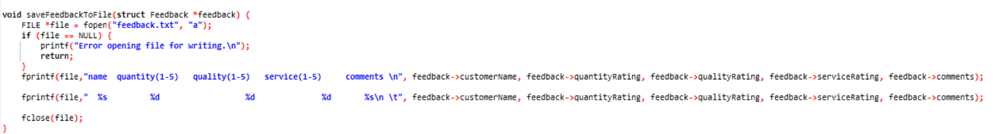 void saveFeedbackToFile(struct Feedback *feedback) {
    FILE *file = fopen("feedback.txt", "a");
    if (file == NULL) {
        printf("Error opening file for writing.\n");
        return;
    }
    fprintf(file,"name  quantity(1-5)   quality(1-5)   service(1-5)     comments \n", feedback->customerName, feedback->quantityRating, feedback->qualityRating, feedback->serviceRating, feedback->comments);
    fprintf(file,"  %s         %d                  %d              %d       %s\n \t", feedback->customerName, feedback->quantityRating, feedback->qualityRating, feedback->serviceRating, feedback->comments);
    fclose(file);
}